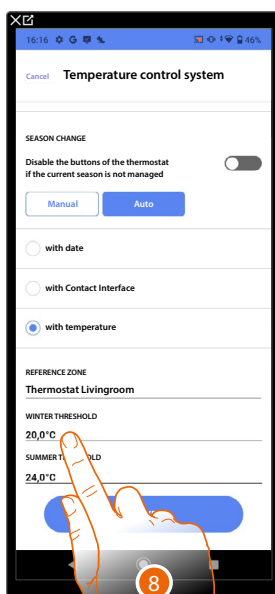 16:16
46%
Cancel Temperature control system
SEASON CHANGE
Disable the buttons of the thermostat
if the current season is not managed
Manual Auto
with date
with Contact Interface
with temperature
REFERENCE ZONE
Thermostat Livingroom
WINTER THRESHOLD
20,0°C
SUMMER
24,0°C
8